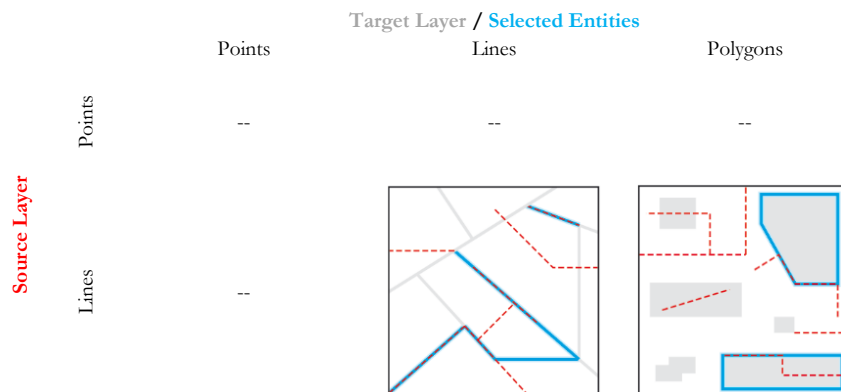 Target Layer / Selected Entities
Points Lines Polygons
Source Layer
Points
-- -- --
Lines
--